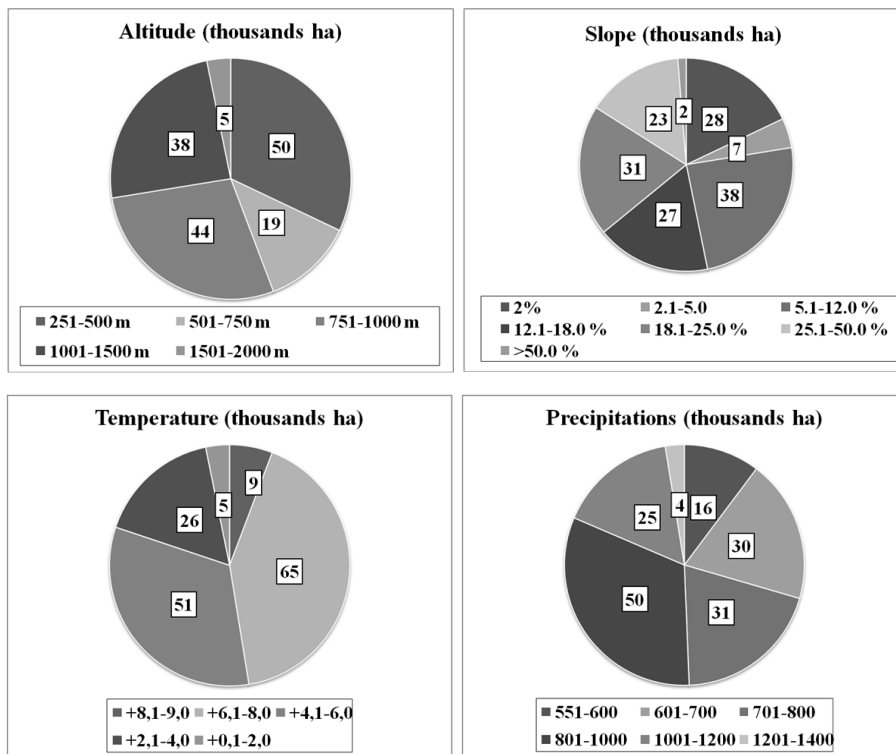 Altitude (thousands ha)
5
38
50
44
19
251-500 m 501-750 m 751-1000 m
1001-1500 m 1501-2000 m
Slope (thousands ha)
23 2 28
7
31
38
27
2% 2.1-5.0 5.1-12.0 %
12.1-18.0 % 18.1-25.0 % 25.1-50.0 %
>50.0 %
Temperature (thousands ha)
9
5
26
65
51
+8,1-9,0 +6,1-8,0 +4,1-6,0
+2,1-4,0 +0,1-2,0
Precipitations (thousands ha)
4 16
25
30
50
31
551-600 601-700 701-800
801-1000 1001-1200 1201-1400